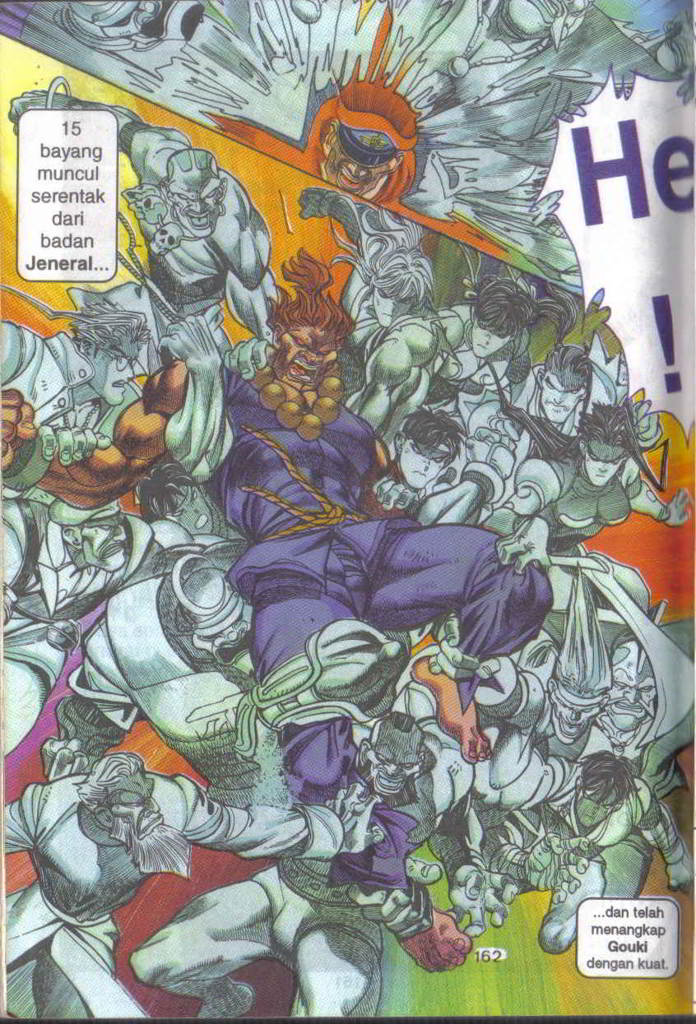 15
bayang
muncul
serentak
dari
badan
Jeneral...
He
!
...dan telah
menangkap
Gouki
dengan kuat.
162